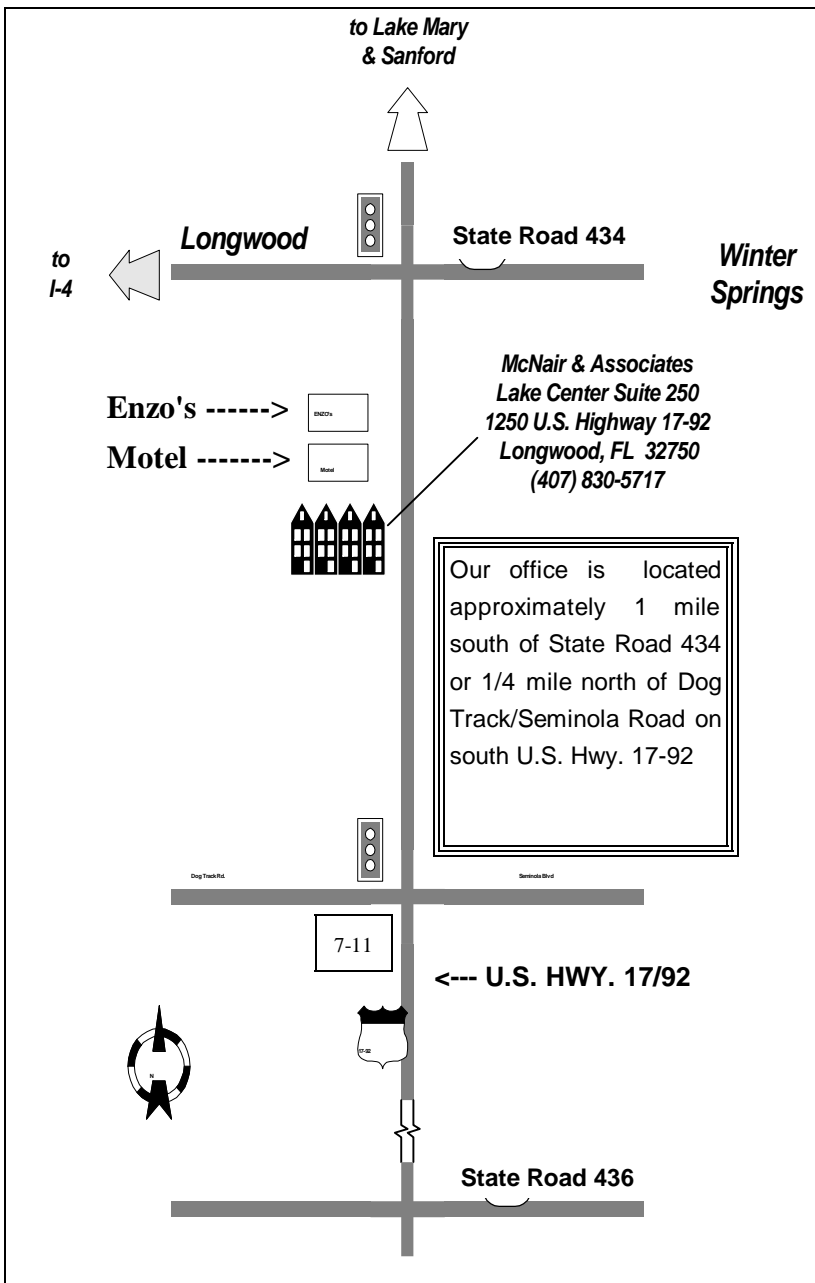 to Lake Mary
& Sanford
Longwood
State Road 434
to
I-4
Winter
Springs
McNair & Associates
Lake Center Suite 250
1250 U.S. Highway 17-92
Longwood, FL 32750
(407) 830-5717
Enzo's ------>
ENZO's
Motel ------->
Motel
Our office is located
approximately 1 mile
south of State Road 434
or 1/4 mile north of Dog
Track/Seminola Road on
south U.S. Hwy. 17-92
Dog Track Rd.
Seminola Blvd
7-11
<--- U.S. HWY. 17/92
17-92
N
State Road 436